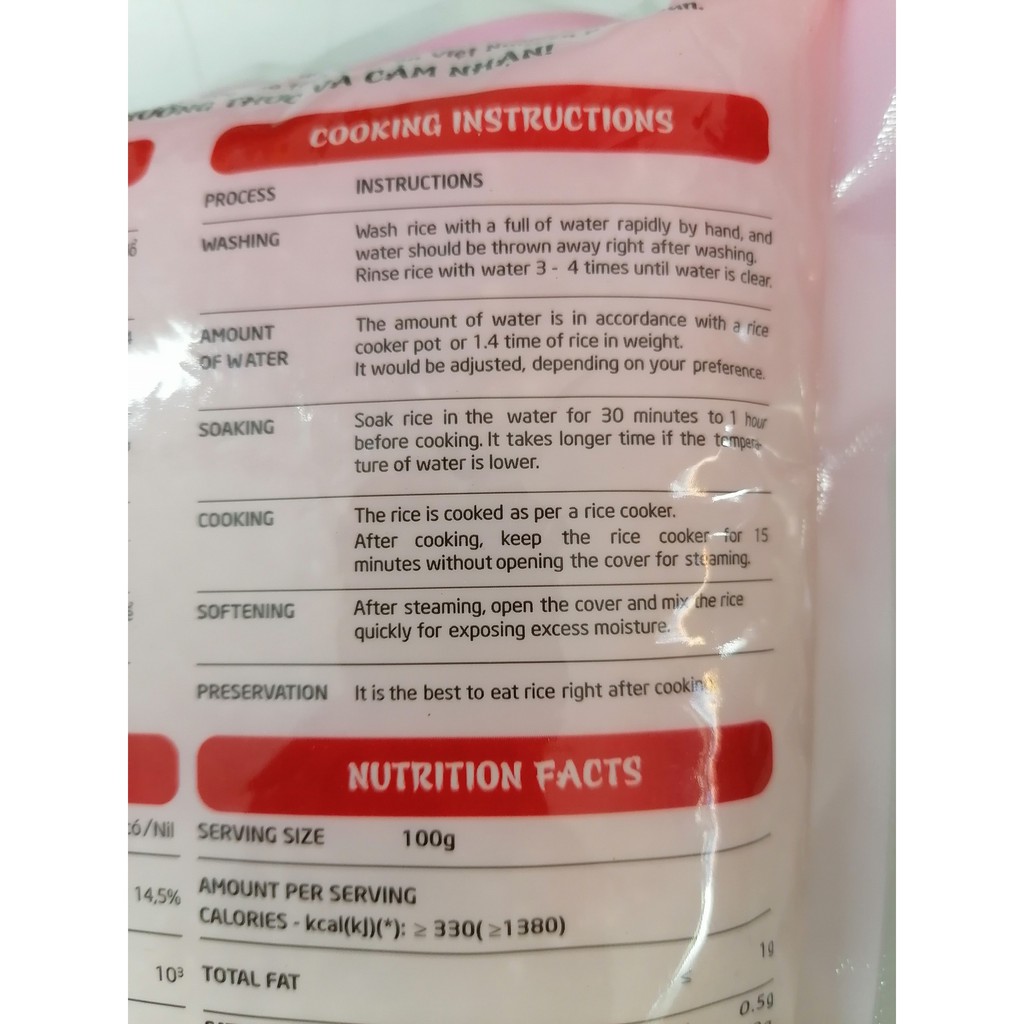 VÀ CẢM NHẬN!
COOKING INSTRUCTIONS
PROCESS INSTRUCTIONS
WASHING Wash rice with a full of water rapidly by hand, and
water should be thrown away right after washing.
Rinse rice with water 3 - 4 times until water is clear.
AMOUNT
OF WATER
The amount of water is in accordance with a rice
cooker pot or 1.4 time of rice in weight.
It would be adjusted, depending on your preference.
SOAKING Soak rice in the water for 30 minutes to 1 hour
before cooking. It takes longer time if the tempera-
ture of water is lower.
COOKING The rice is cooked as per a rice cooker.
After cooking, keep the rice cooker for 15
minutes without opening the cover for steaming.
SOFTENING After steaming, open the cover and mix the rice
quickly for exposing excess moisture.
PRESERVATION It is the best to eat rice right after cooking
NUTRITION FACTS
có/Nil
SERVING SIZE 100g
14,5%
AMOUNT PER SERVING
CALORIES - kcal(kJ)(*): ≥ 330( ≥1380)
10³
TOTAL FAT ≤ 1g
0.5g